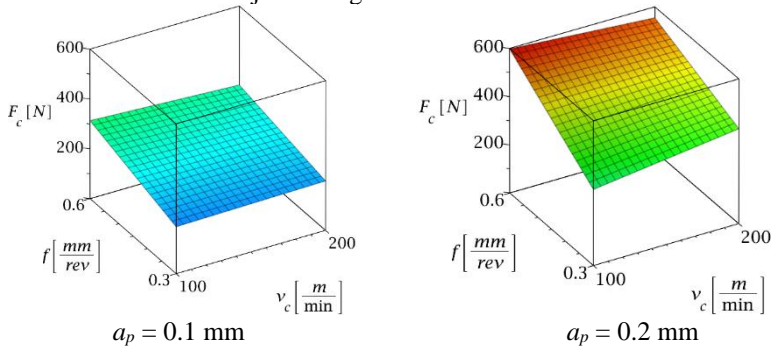 600
400
F_c [N]
200
0.6
f [mm/rev]
0.3
100
v_c [m/min]
200
a_p = 0.1 mm
600
400
F_c [N]
200
0.6
f [mm/rev]
0.3
100
v_c [m/min]
200
a_p = 0.2 mm